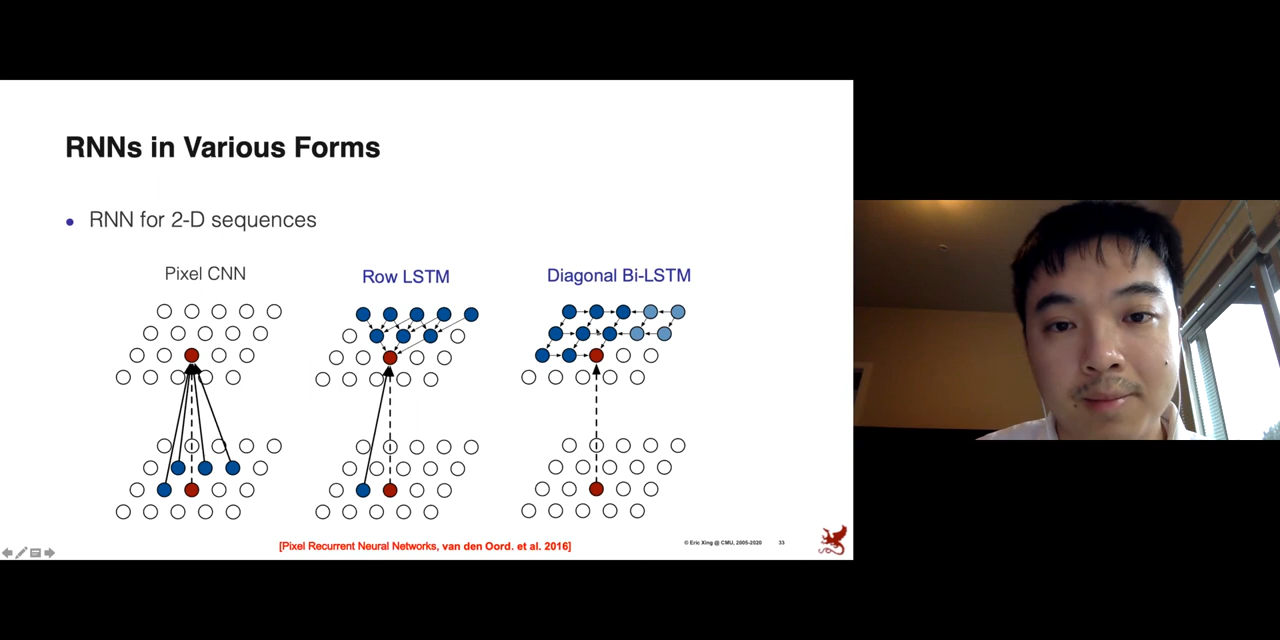 RNNs in Various Forms
• RNN for 2-D sequences
Pixel CNN
Row LSTM
Diagonal Bi-LSTM
[Pixel Recurrent Neural Networks, van den Oord. et al. 2016]
© Eric Xing @ CMU, 2005-2020
33